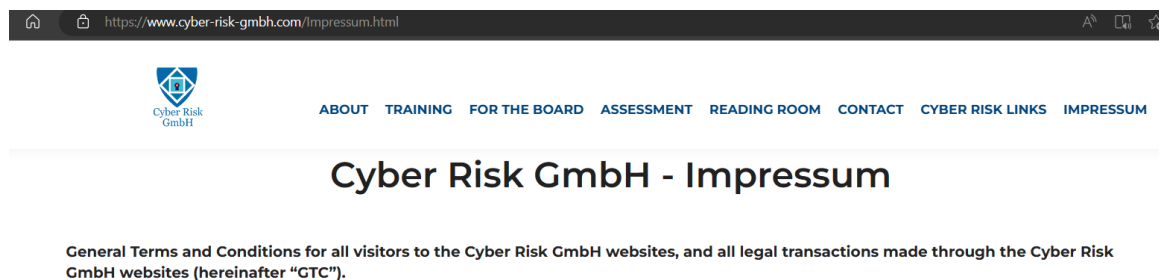 https://www.cyber-risk-gmbh.com/Impressum.html
Cyber Risk
GmbH
ABOUT TRAINING FOR THE BOARD ASSESSMENT READING ROOM CONTACT CYBER RISK LINKS IMPRESSUM
Cyber Risk GmbH - Impressum
General Terms and Conditions for all visitors to the Cyber Risk GmbH websites, and all legal transactions made through the Cyber Risk
GmbH websites (hereinafter “GTC”).